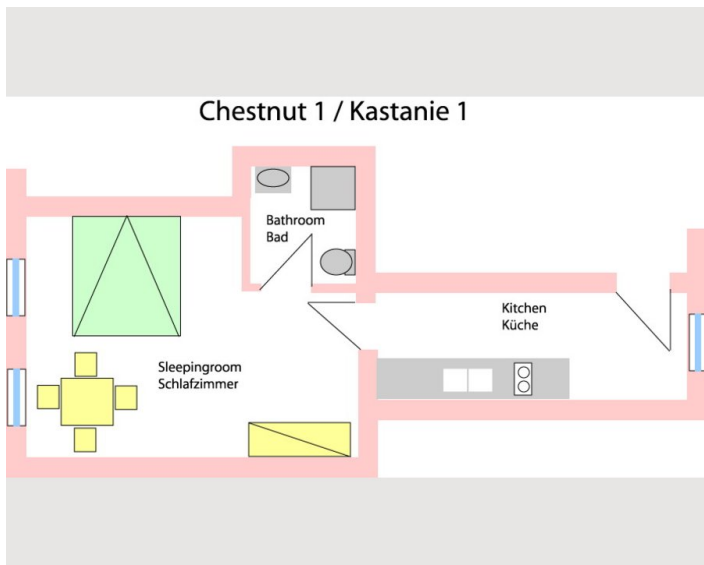 Chestnut 1 / Kastanie 1
Bathroom
Bad
Kitchen
Küche
Sleepingroom
Schlafzimmer